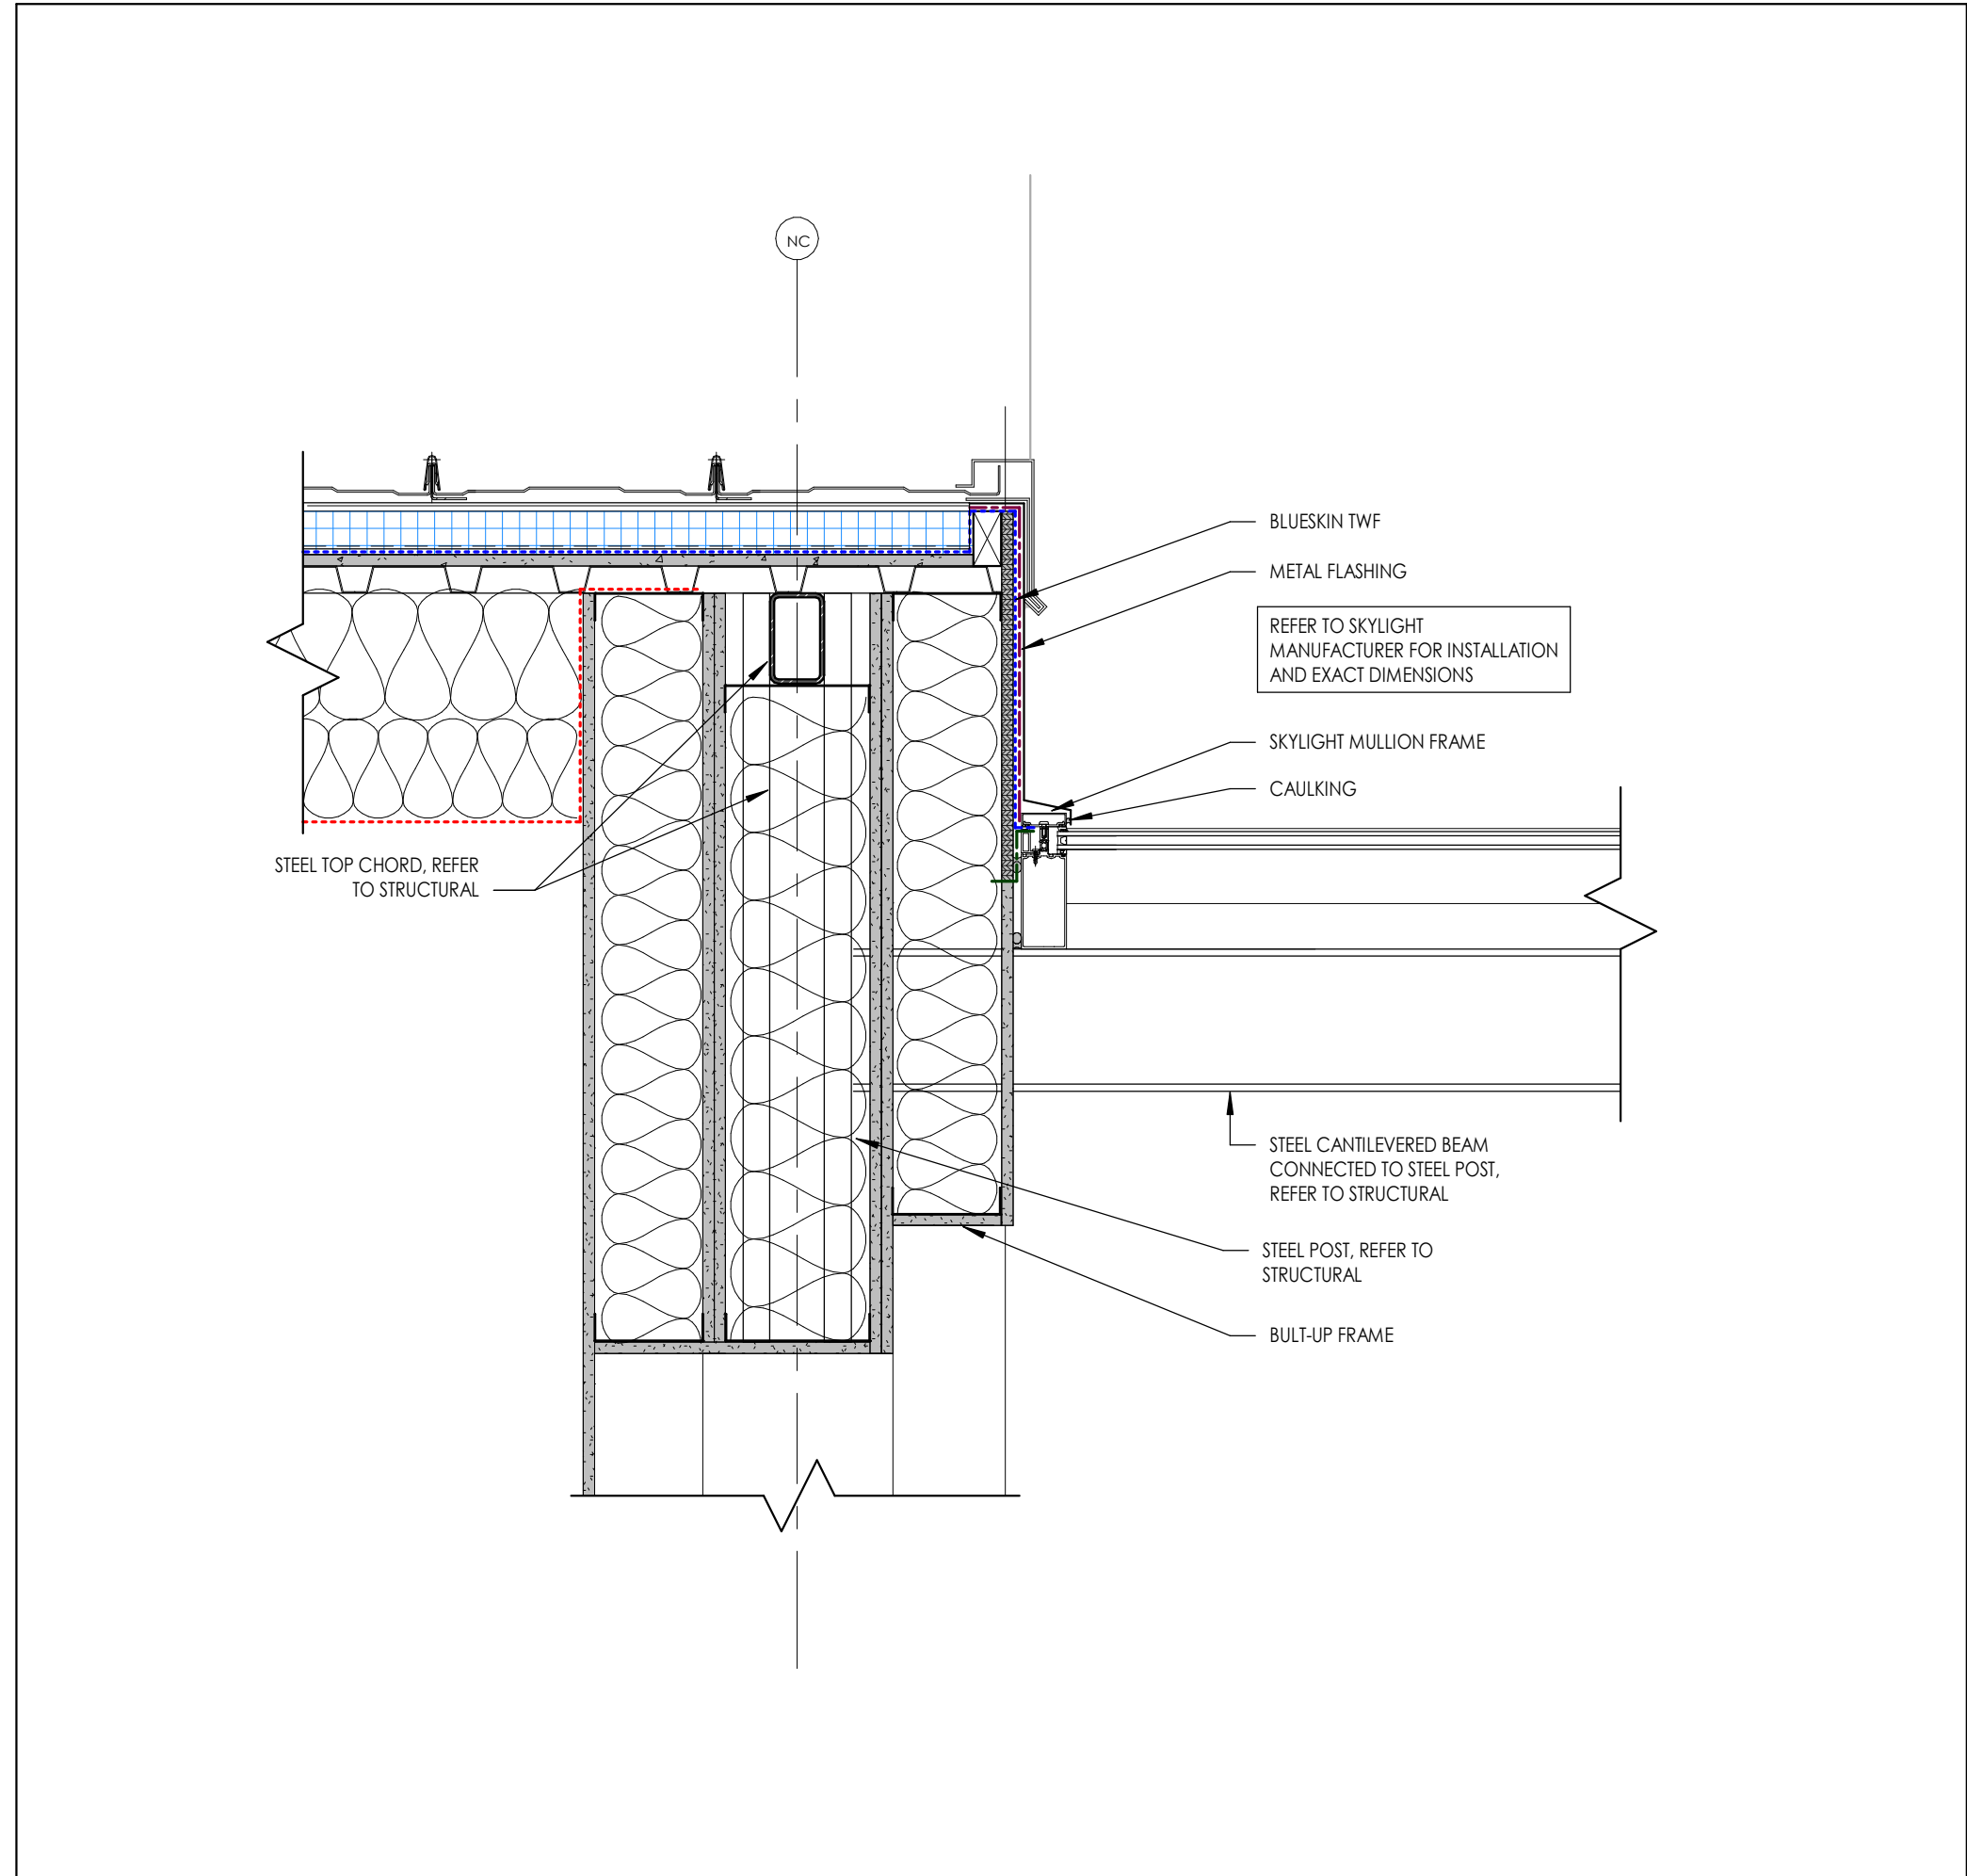 NC
BLUESKIN TWF
METAL FLASHING
REFER TO SKYLIGHT
MANUFACTURER FOR INSTALLATION
AND EXACT DIMENSIONS
SKYLIGHT MULLION FRAME
CAULKING
STEEL TOP CHORD, REFER
TO STRUCTURAL
STEEL CANTILEVERED BEAM
CONNECTED TO STEEL POST,
REFER TO STRUCTURAL
STEEL POST, REFER TO
STRUCTURAL
BULT-UP FRAME